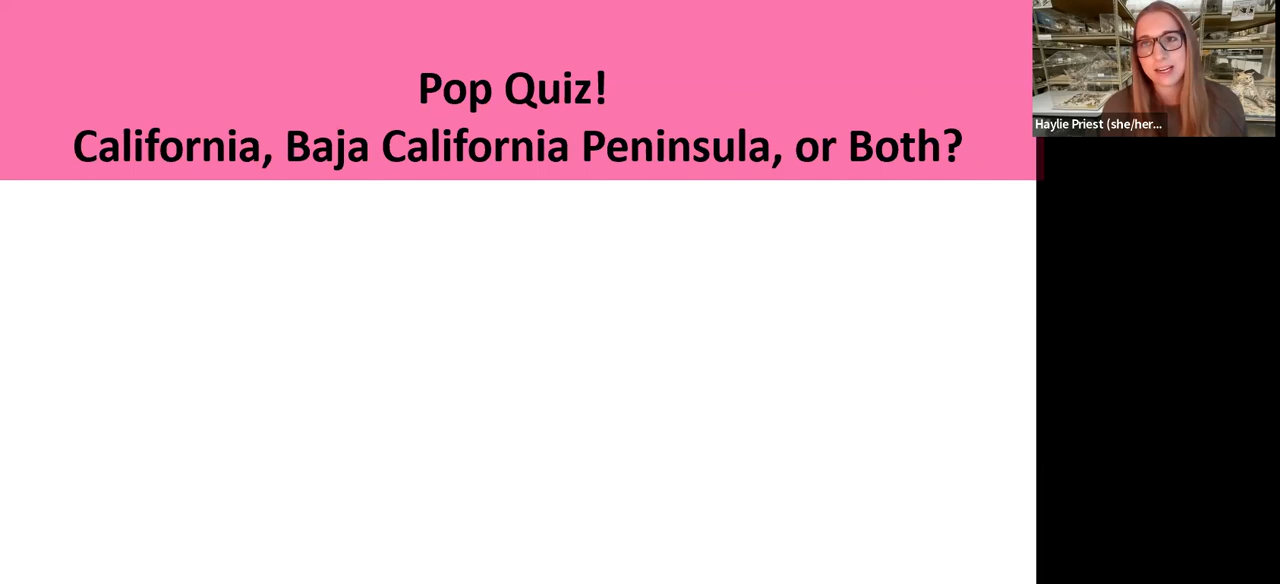 Pop Quiz!
California, Baja California Peninsula, or Both?
Haylie Priest (she/her...